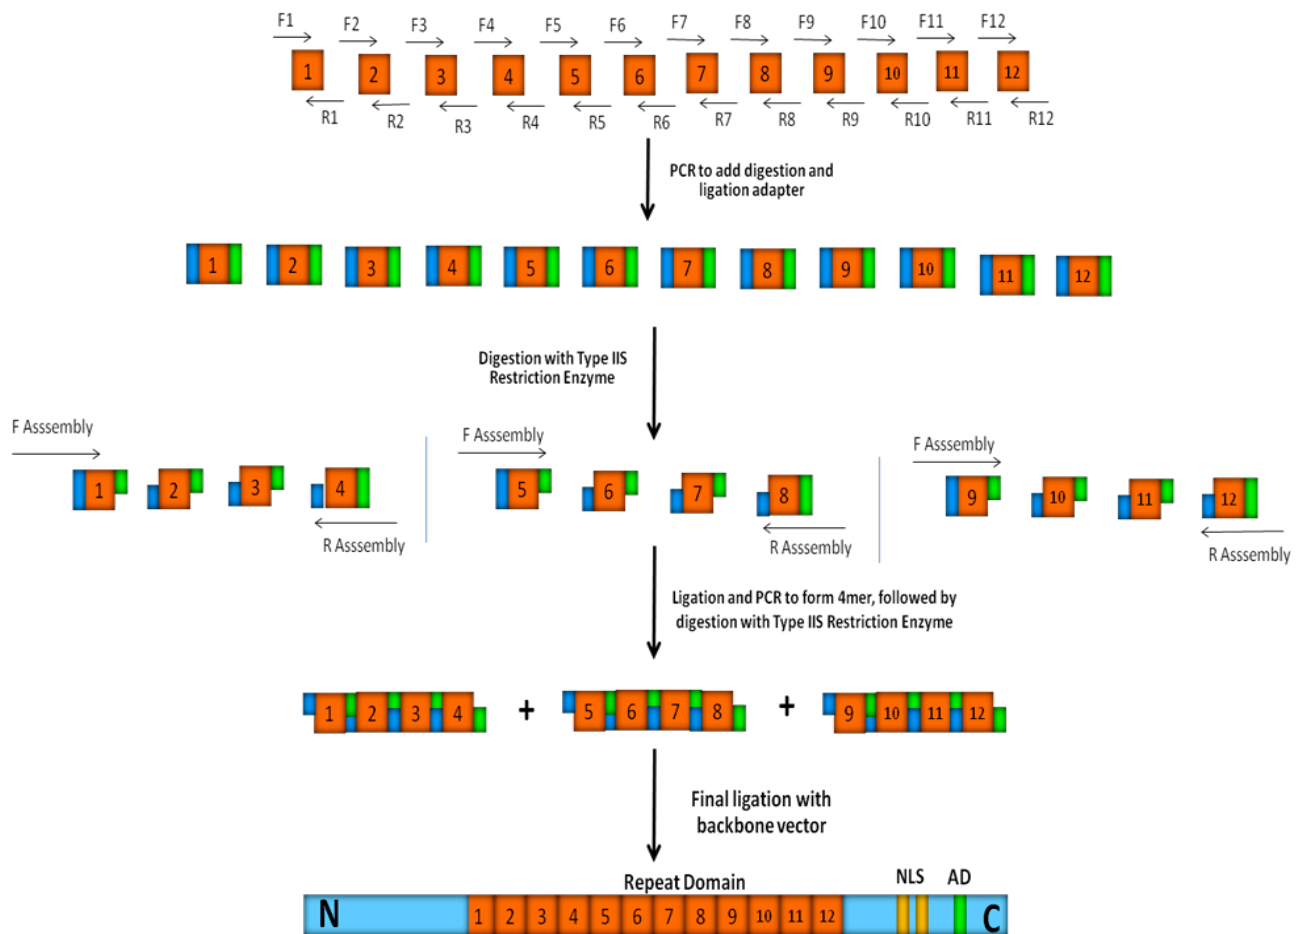 F1 F2 F3 F4 F5 F6 F7 F8 F9 F10 F11 F12
1 2 3 4 5 6 7 8 9 10 11 12
R1 R2 R3 R4 R5 R6 R7 R8 R9 R10 R11 R12
PCR to add digestion and
ligation adapter
1 2 3 4 5 6 7 8 9 10 11 12
Digestion with Type IIS
Restriction Enzyme
F Asssembly
1 2 3 4
R Asssembly
F Asssembly
5 6 7 8
R Asssembly
F Asssembly
9 10 11 12
R Asssembly
Ligation and PCR to form 4mer, followed by
digestion with Type IIS Restriction Enzyme
1 2 3 4 + 5 6 7 8 + 9 10 11 12
Final ligation with
backbone vector
Repeat Domain NLS AD
N 1 2 3 4 5 6 7 8 9 10 11 12 C